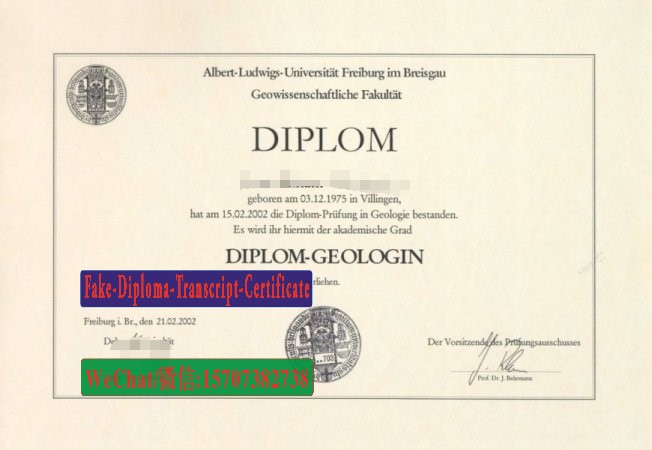 Albert-Ludwigs-Universität Freiburg im Breisgau
Geowissenschaftliche Fakultät
DIPLOM
geboren am 03.12.1975 in Villingen,
hat am 15.02.2002 die Diplom-Prüfung in Geologie bestanden.
Es wird ihr hiermit der akademische Grad
DIPLOM-GEOLOGIN
rliehen.
Fake-Diploma-Transcript-Certificate
Freiburg i. Br., den 21.02.2002
Der Vorsitzende des Prüfungsausschusses
703
WeChat/微信:15707382738
Prof. Dr. J. Behrmann